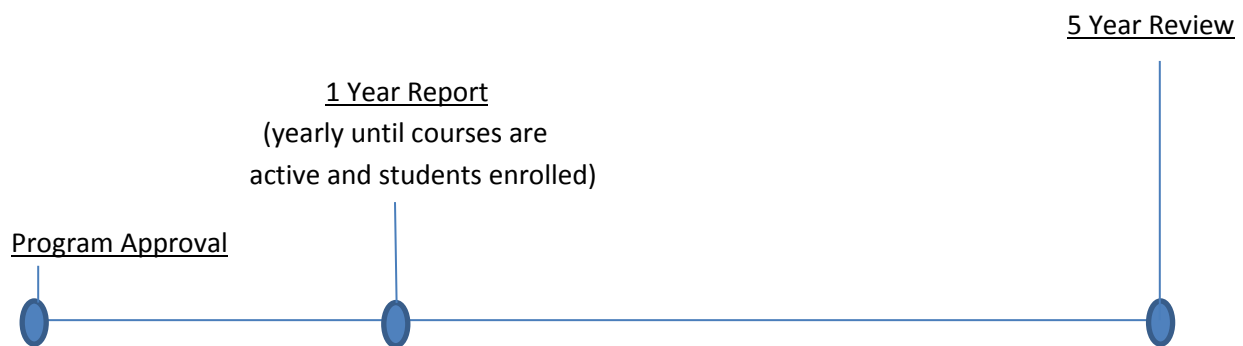 5 Year Review
1 Year Report
(yearly until courses are
active and students enrolled)
Program Approval